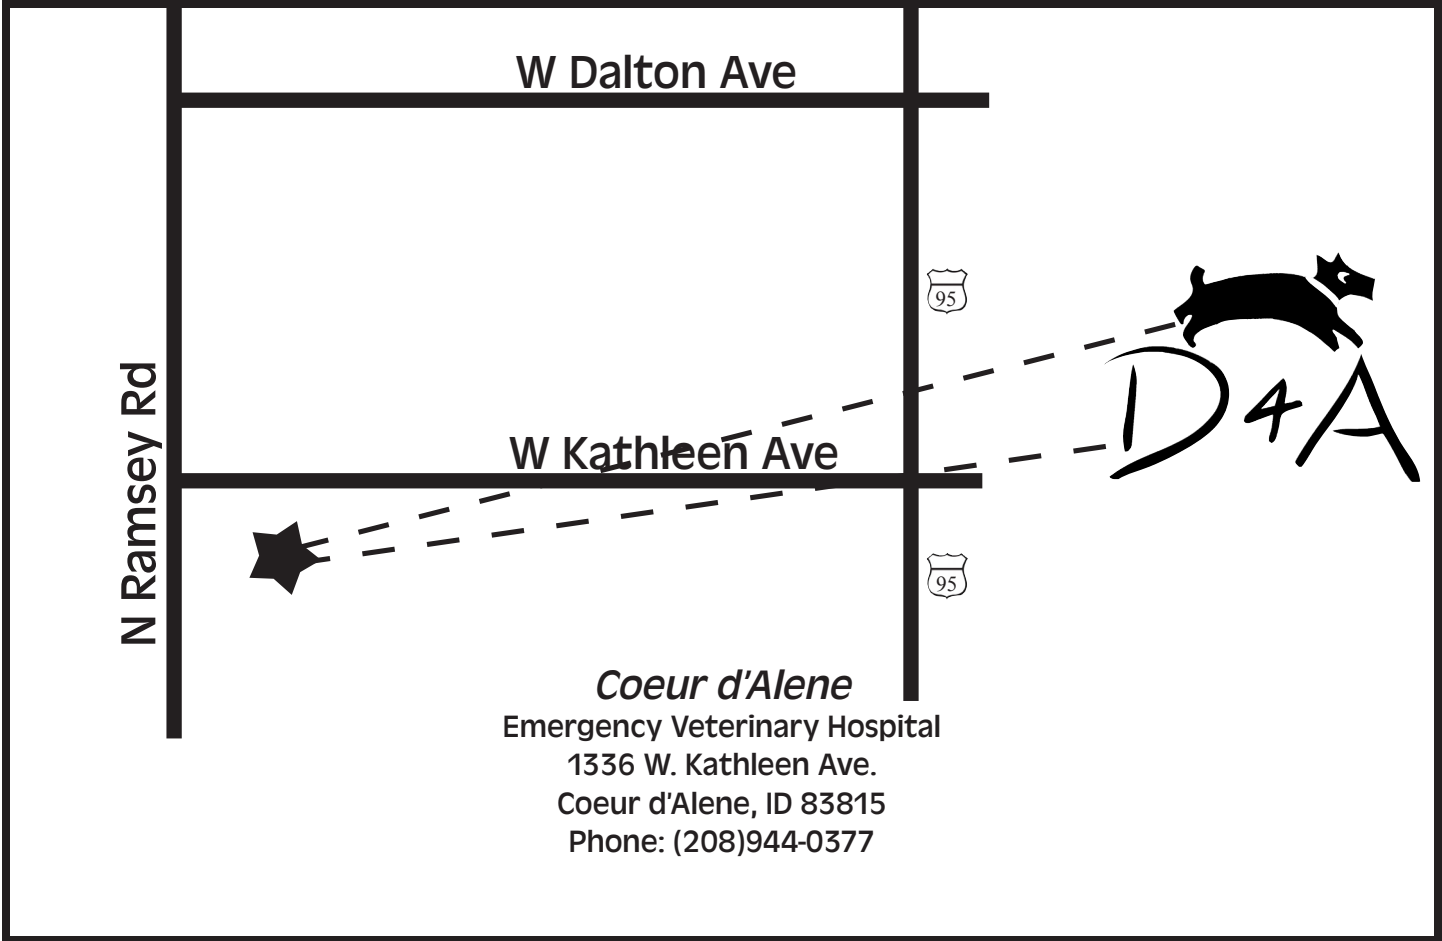 W Dalton Ave
95
D4A
W Kathleen Ave
N Ramsey Rd
95
Coeur d'Alene
Emergency Veterinary Hospital
1336 W. Kathleen Ave.
Coeur d'Alene, ID 83815
Phone: (208)944-0377